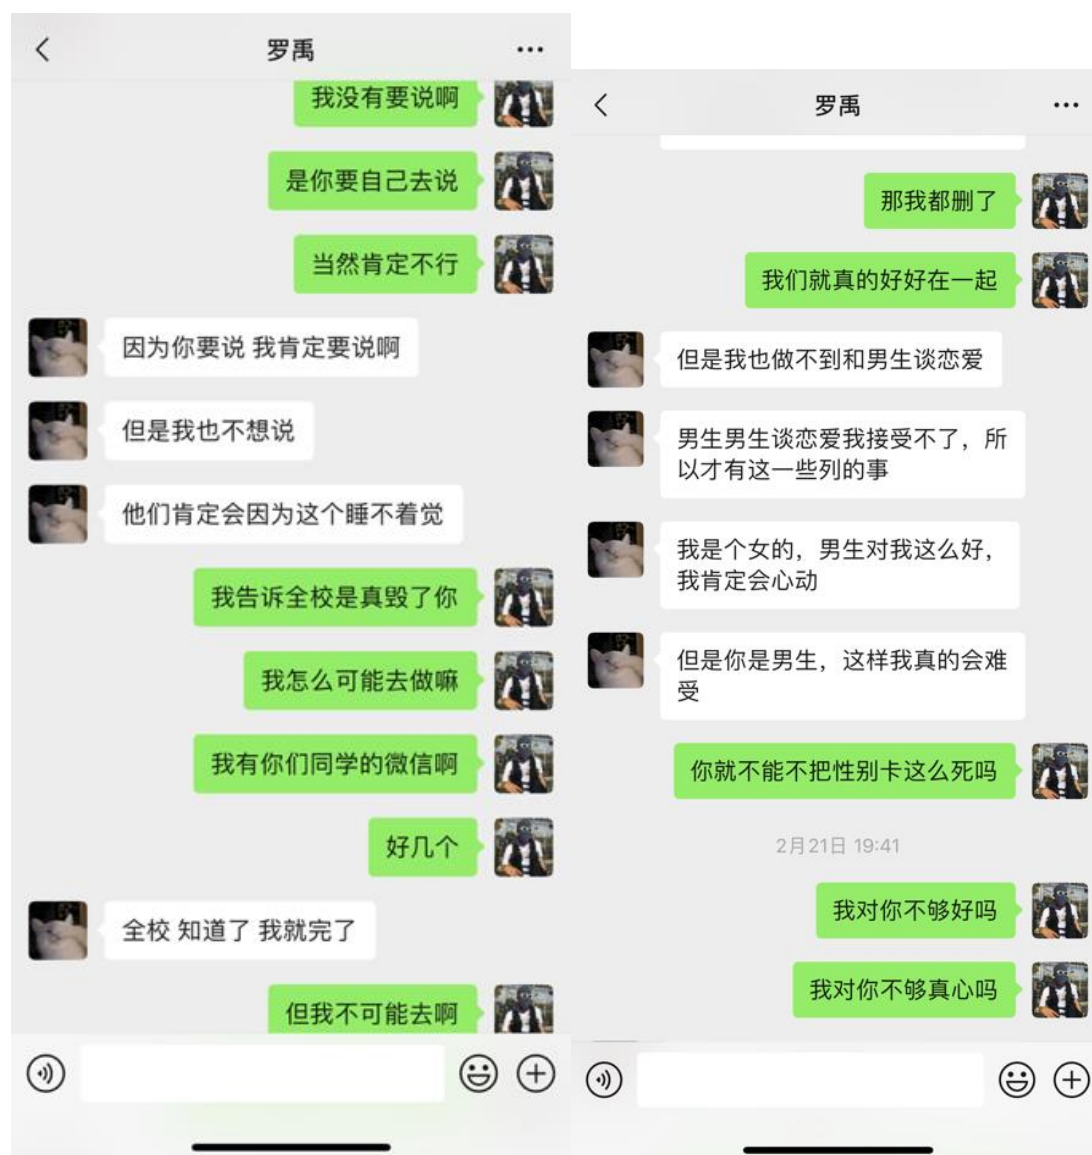 罗禹
我没有要说啊
是你要自己去说
当然肯定不行
因为你要说 我肯定要说啊
但是我也不想说
他们肯定会因为这个睡不着觉
我告诉全校是真毁了你
我怎么可能去做嘛
我有你们同学的微信啊
好几个
全校 知道了 我就完了
但我不可能去啊
罗禹
那我都删了
我们就真的好好在一起
但是我也做不到和男生谈恋爱
男生男生谈恋爱我接受不了，所
以才有这一些列的事
我是个女的，男生对我这么好，
我肯定会心动
但是你是男生，这样我真的会难
受
你就不能不把性别卡这么死吗
2月21日 19:41
我对你不够好吗
我对你不够真心吗